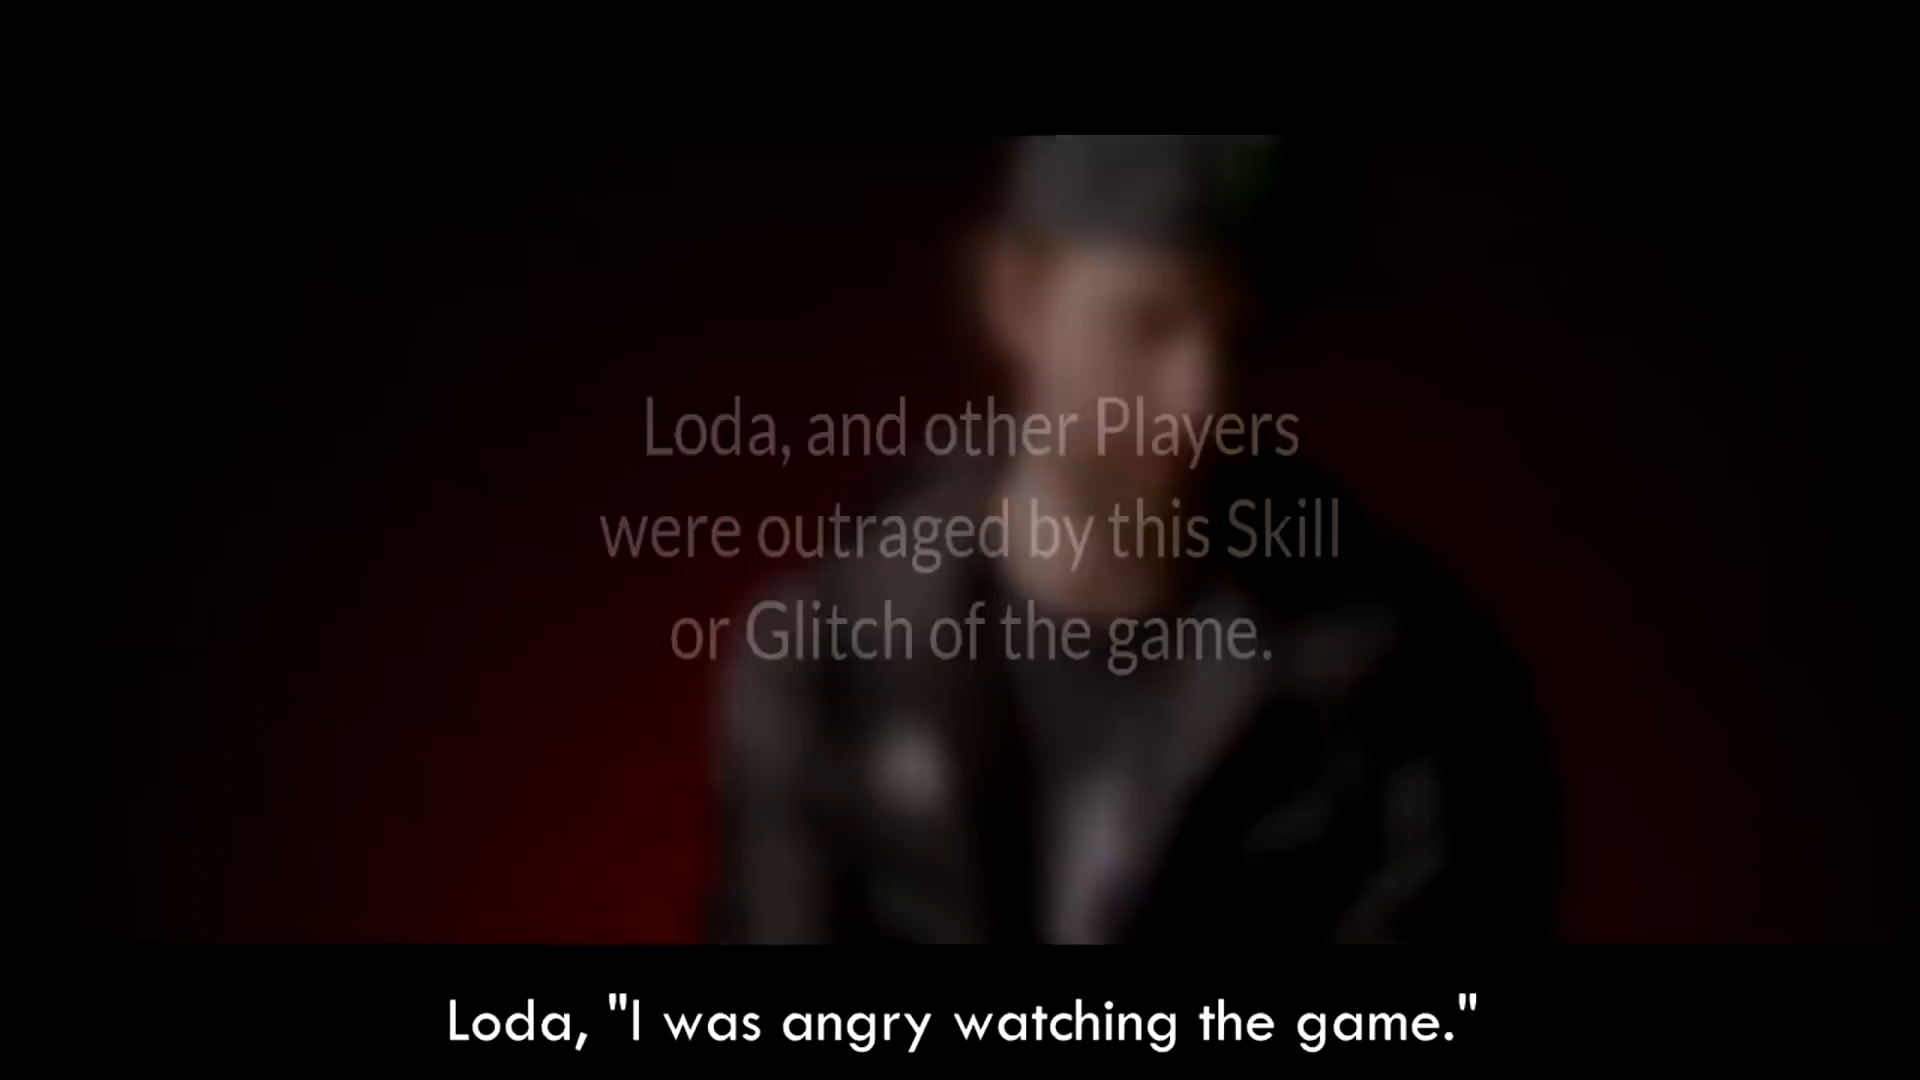 Loda, and other Players
were outraged by this Skill
or Glitch of the game.
Loda, "I was angry watching the game."